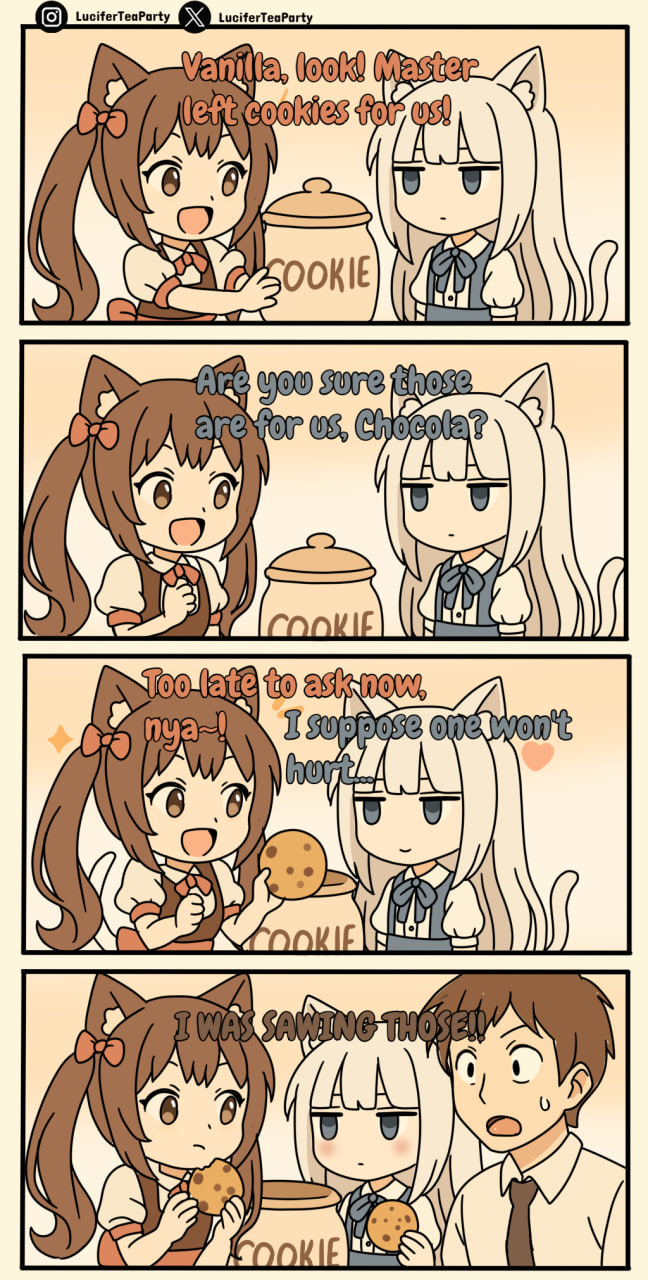 LuciferTeaParty LuciferTeaParty
Vanilla, look! Master
left cookies for us!
COOKIE
Are you sure those
are for us, Chocola?
COOKIE
Too late to ask now,
nya~!
I suppose one won't
hurt...
COOKIE
I WAS SAWING THOSE!!
COOKIE